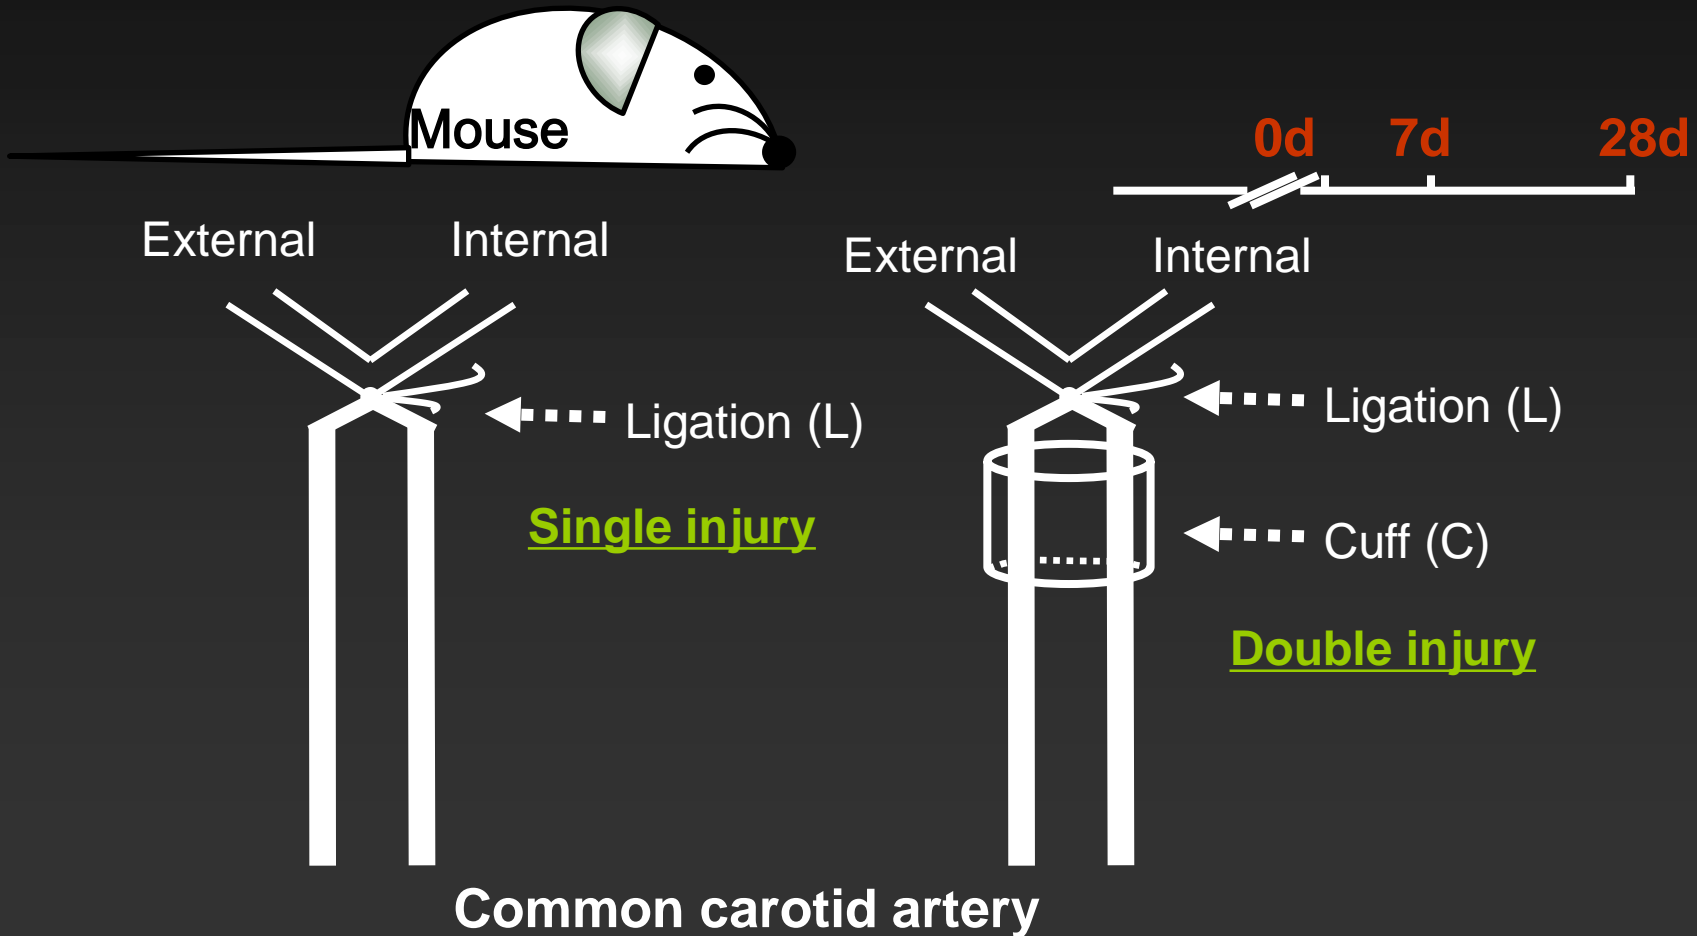 Mouse
0d 7d 28d
External Internal
Ligation (L)
Single injury
External Internal
Ligation (L)
Cuff (C)
Double injury
Common carotid artery